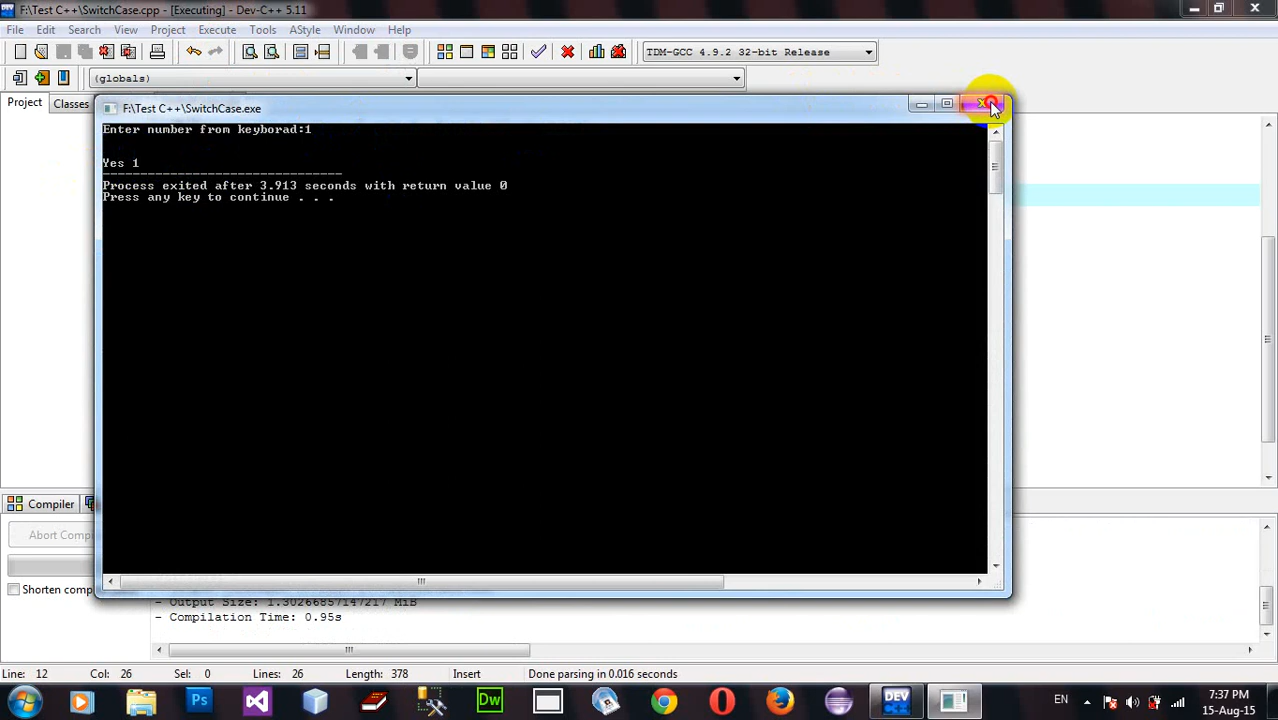 F:\Test C++\SwitchCase.cpp - [Executing] - Dev-C++ 5.11
File Edit Search View Project Execute Tools AStyle Window Help
TDM-GCC 4.9.2 32-bit Release
(globals)
Project Classes
F:\Test C++\SwitchCase.exe
Enter number from keyborad:1
Yes 1
--------------------------------
Process exited after 3.913 seconds with return value 0
Press any key to continue . . .
Compiler
Abort Comp
Shorten comp
- Output Size: 1.30266857147217 MiB
- Compilation Time: 0.95s
Line: 12 Col: 26 Sel: 0 Lines: 26 Length: 378 Insert Done parsing in 0.016 seconds
Ps Dw DEV EN 7:37 PM
15-Aug-15